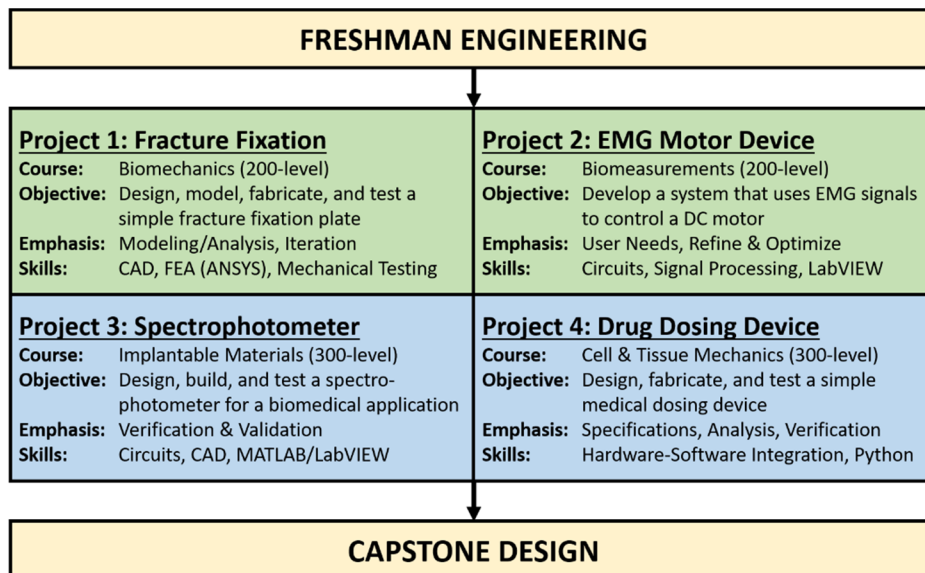 FRESHMAN ENGINEERING
Project 1: Fracture Fixation
Course: Biomechanics (200-level)
Objective: Design, model, fabricate, and test a
simple fracture fixation plate
Emphasis: Modeling/Analysis, Iteration
Skills: CAD, FEA (ANSYS), Mechanical Testing
Project 2: EMG Motor Device
Course: Biomeasurements (200-level)
Objective: Develop a system that uses EMG signals
to control a DC motor
Emphasis: User Needs, Refine & Optimize
Skills: Circuits, Signal Processing, LabVIEW
Project 3: Spectrophotometer
Course: Implantable Materials (300-level)
Objective: Design, build, and test a spectro-
photometer for a biomedical application
Emphasis: Verification & Validation
Skills: Circuits, CAD, MATLAB/LabVIEW
Project 4: Drug Dosing Device
Course: Cell & Tissue Mechanics (300-level)
Objective: Design, fabricate, and test a simple
medical dosing device
Emphasis: Specifications, Analysis, Verification
Skills: Hardware-Software Integration, Python
CAPSTONE DESIGN